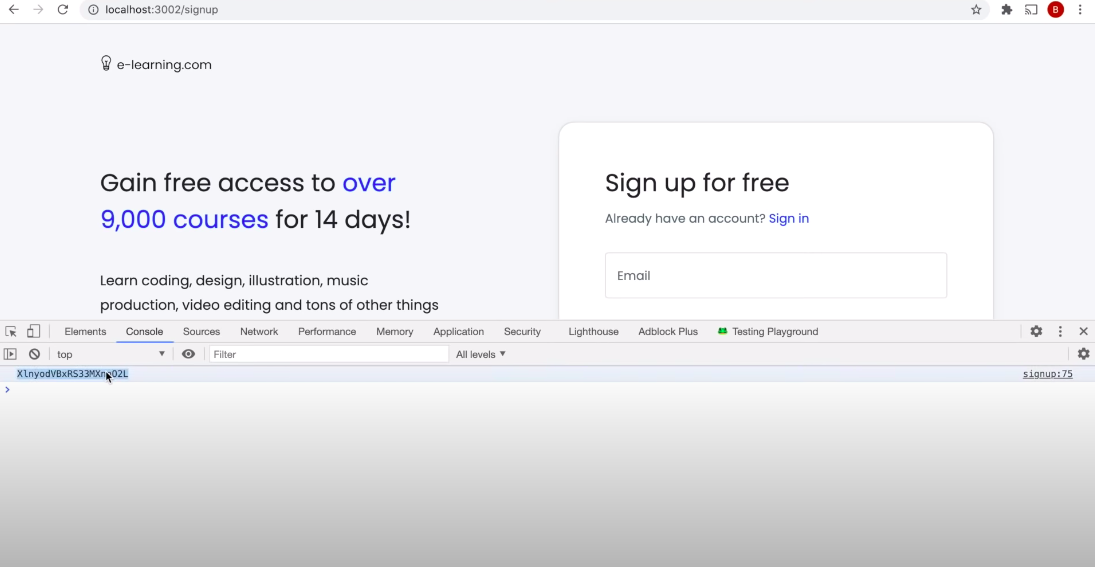 localhost:3002/signup
B
e-learning.com
Gain free access to over
9,000 courses for 14 days!
Learn coding, design, illustration, music
production, video editing and tons of other things
Sign up for free
Already have an account? Sign in
Email
Elements Console Sources Network Performance Memory Application Security Lighthouse Adblock Plus Testing Playground
top Filter All levels
signup:75